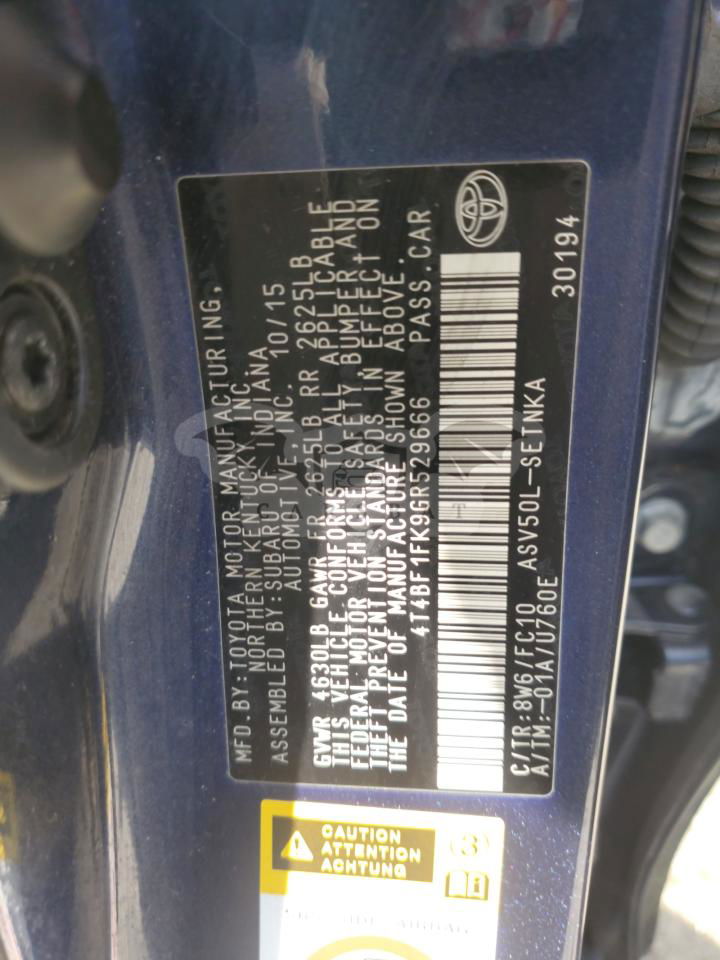 MFD.BY:TOYOTA MOTOR MANUFACTURING,
NORTHERN KENTUCKY, INC.
ASSEMBLED BY:SUBARU OF INDIANA
AUTOMOTIVE, INC. 10/15
GVWR 4630LB GAWR FR 2625LB RR 2625LB
THIS VEHICLE CONFORMS TO ALL APPLICABLE
FEDERAL MOTOR VEHICLE SAFETY,BUMPER,AND
THEFT PREVENTION STANDARDS IN EFFECT ON
THE DATE OF MANUFACTURE SHOWN ABOVE.
4T4BF1FK9GR529666 PASS.CAR
C/TR:8W6/FC10 ASV50L-SETNKA
A/TM:-01A/U760E 30194
CAUTION
ATTENTION
ACHTUNG